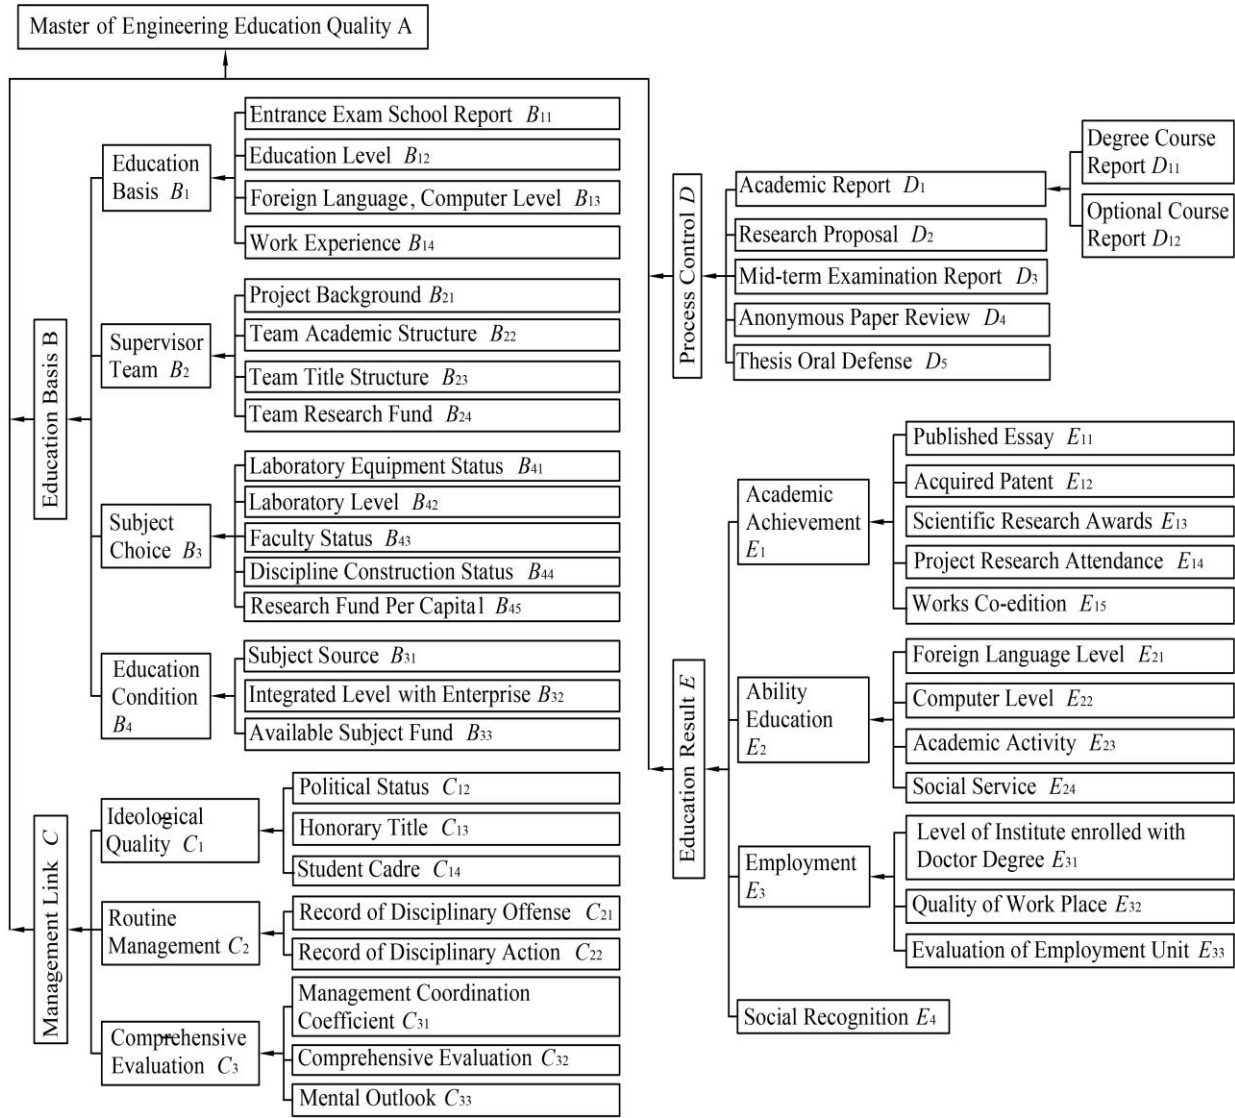 Master of Engineering Education Quality A
Education Basis B
Education
Basis B11
Entrance Exam School Report B11
Education Level B12
Foreign Language, Computer Level B13
Work Experience B14
Supervisor
Team B2
Project Background B21
Team Academic Structure B22
Team Title Structure B23
Team Research Fund B24
Subject
Choice B3
Laboratory Equipment Status B41
Laboratory Level B42
Faculty Status B43
Discipline Construction Status B44
Research Fund Per Capital B45
Education
Condition
B4
Subject Source B31
Integrated Level with Enterprise B32
Available Subject Fund B33
Management Link C
Ideological
Quality C1
Political Status C12
Honorary Title C13
Student Cadre C14
Routine
Management C2
Record of Disciplinary Offense C21
Record of Disciplinary Action C22
Comprehensive
Evaluation C3
Management Coordination
Coefficient C31
Comprehensive Evaluation C32
Mental Outlook C33
Process Control D
Academic Report D1
Degree Course
Report D11
Optional Course
Report D12
Research Proposal D2
Mid-term Examination Report D3
Anonymous Paper Review D4
Thesis Oral Defense D5
Education Result E
Academic
Achievement
E1
Published Essay E11
Acquired Patent E12
Scientific Research Awards E13
Project Research Attendance E14
Works Co-edition E15
Ability
Education
E2
Foreign Language Level E21
Computer Level E22
Academic Activity E23
Social Service E24
Employment
E3
Level of Institute enrolled with
Doctor Degree E31
Quality of Work Place E32
Evaluation of Employment Unit E33
Social Recognition E4